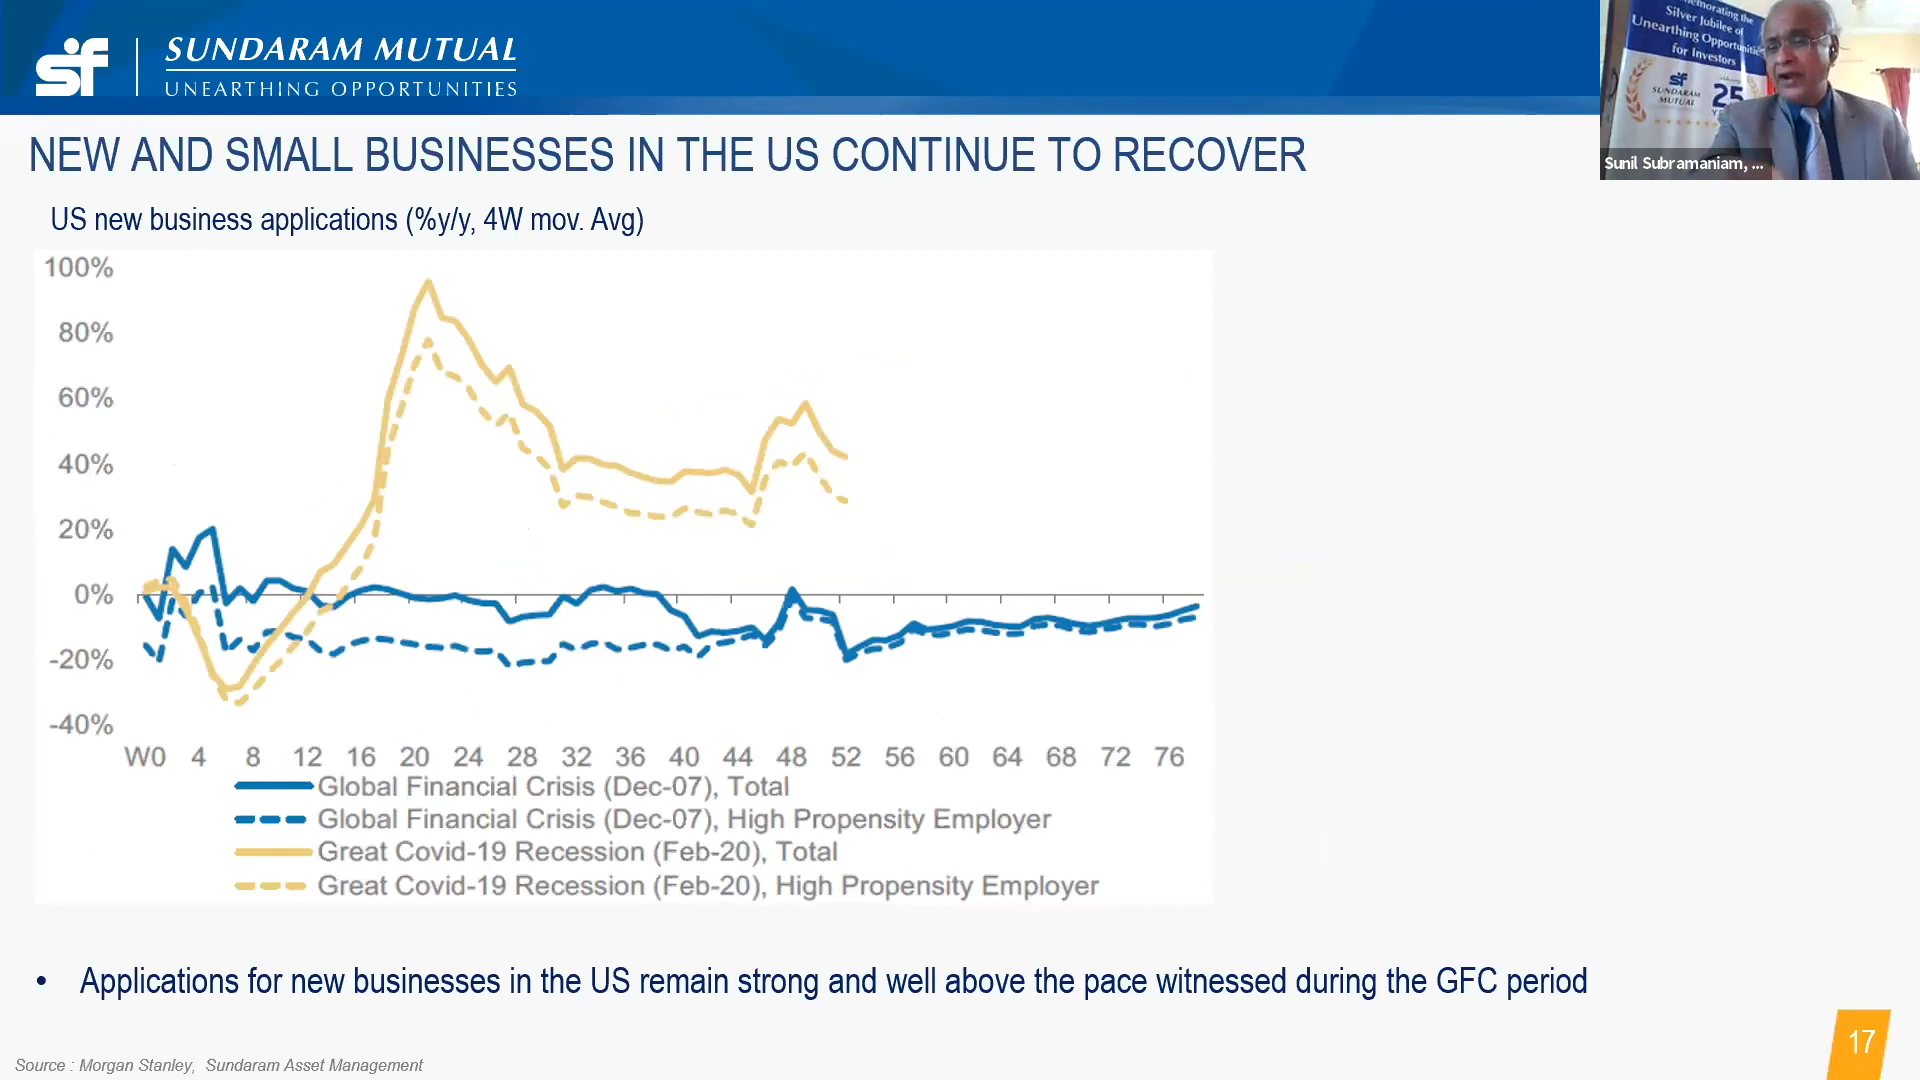 SUNDARAM MUTUAL
UNEARTHING OPPORTUNITIES
NEW AND SMALL BUSINESSES IN THE US CONTINUE TO RECOVER
US new business applications (%y/y, 4W mov. Avg)
100%
80%
60%
40%
20%
0%
-20%
-40%
W0 4 8 12 16 20 24 28 32 36 40 44 48 52 56 60 64 68 72 76
Global Financial Crisis (Dec-07), Total
Global Financial Crisis (Dec-07), High Propensity Employer
Great Covid-19 Recession (Feb-20), Total
Great Covid-19 Recession (Feb-20), High Propensity Employer
• Applications for new businesses in the US remain strong and well above the pace witnessed during the GFC period
Source : Morgan Stanley, Sundaram Asset Management
17
the
Silver Jubilee of
Unearthing
for Investors
SUNDARAM
MUTUAL
25
Sunil Subramaniam, ...